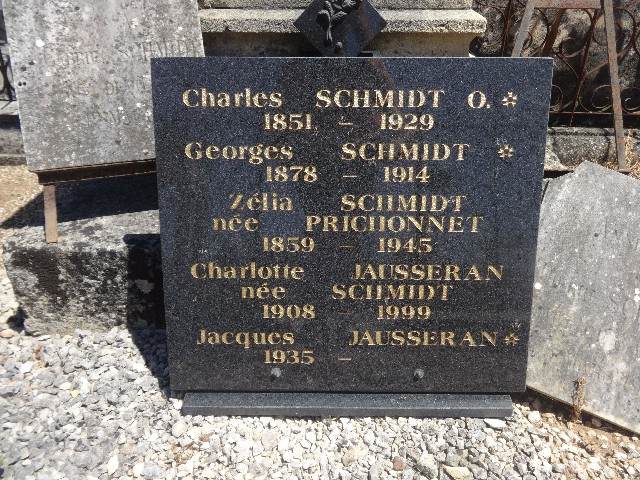 Charles SCHMIDT O. *
1851 - 1929
Georges SCHMIDT *
1878 - 1914
Zélia SCHMIDT
née PRICHONNET
1859 - 1945
Charlotte JAUSSERAN
née SCHMIDT
1908 - 1999
Jacques JAUSSERAN *
1935 -